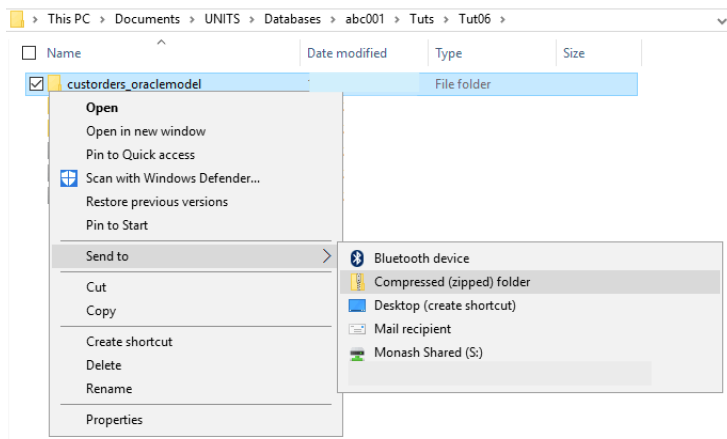 › This PC › Documents › UNITS › Databases › abc001 › Tuts › Tut06 ›
Name Date modified Type Size
custorders_oraclemodel File folder
Open
Open in new window
Pin to Quick access
Scan with Windows Defender...
Restore previous versions
Pin to Start
Send to
Bluetooth device
Cut
Compressed (zipped) folder
Copy
Desktop (create shortcut)
Mail recipient
Create shortcut
Monash Shared (S:)
Delete
Rename
Properties